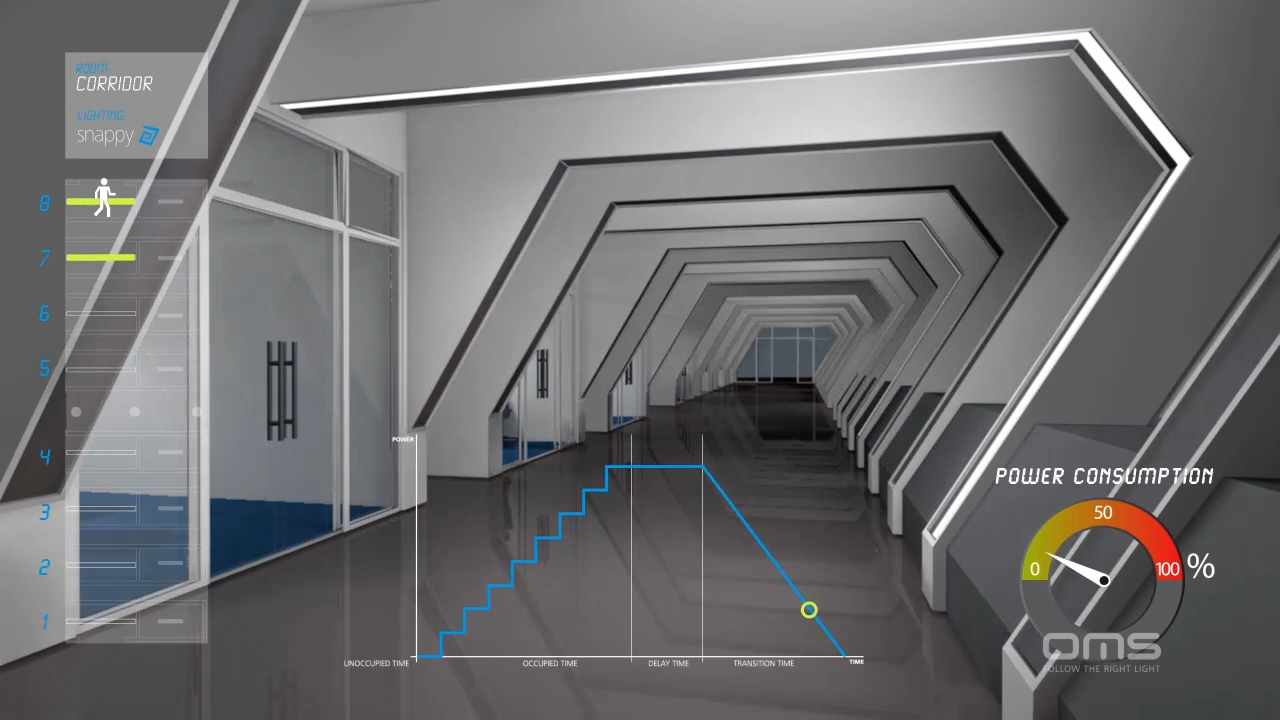 ROOM:
CORRIDOR
LIGHTING:
snappy
8
7
6
5
4
3
2
1
POWER
UNOCCUPIED TIME
OCCUPIED TIME
DELAY TIME
TRANSITION TIME
TIME
POWER CONSUMPTION
50
0
100 %
OMS
FOLLOW THE RIGHT LIGHT